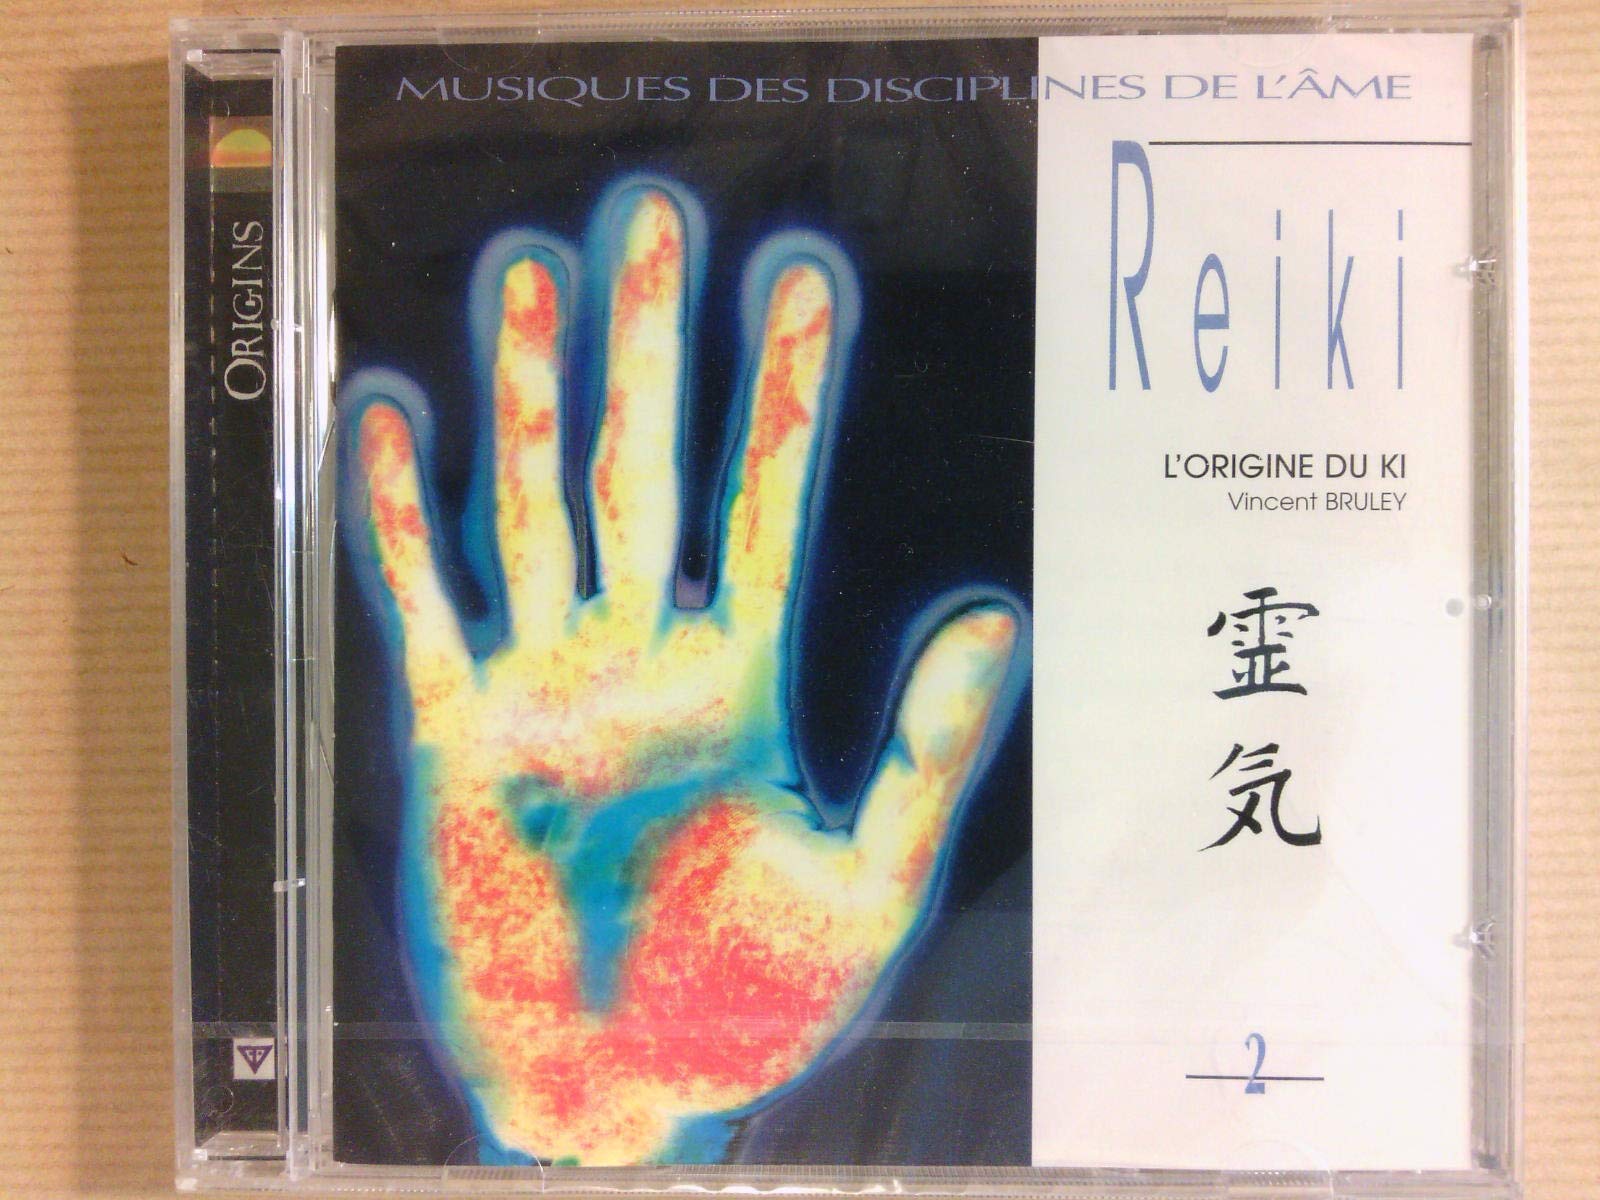 MUSIQUES DES DISCIPLINES DE L'ÂME
ORIGINS
Reiki
L'ORIGINE DU KI
Vincent BRULEY
霊
気
2